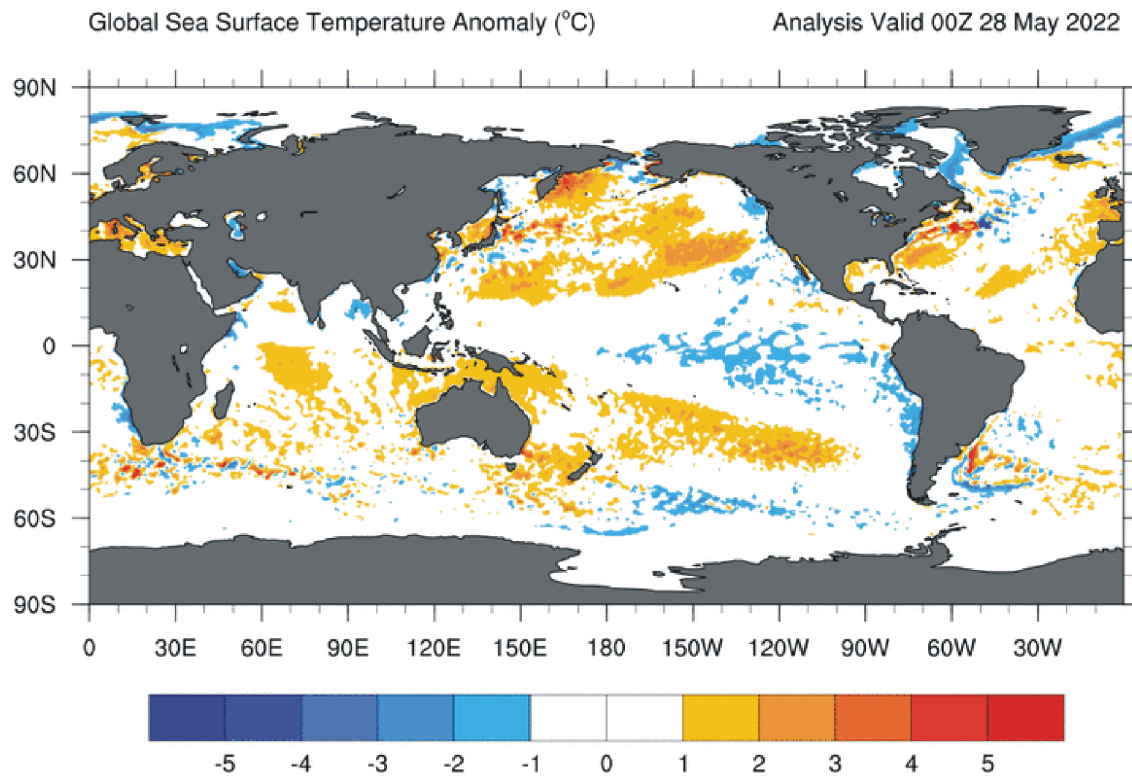 Global Sea Surface Temperature Anomaly (°C) Analysis Valid 00Z 28 May 2022
90N
60N
30N
0
30S
60S
90S
0 30E 60E 90E 120E 150E 180 150W 120W 90W 60W 30W
-5 -4 -3 -2 -1 0 1 2 3 4 5